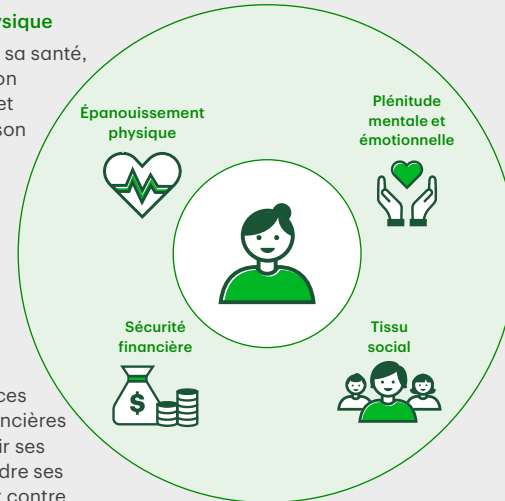 ysique
sa santé,
on
et
son
Épanouissement
physique
Plénitude
mentale et
émotionnelle
Sécurité
financière
Tissu
social
$
ces
ncières
ir ses
dre ses
contre